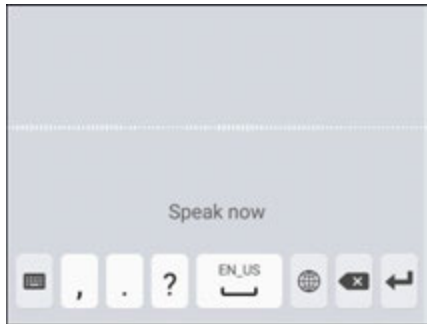 Speak now
, . ? EN_US